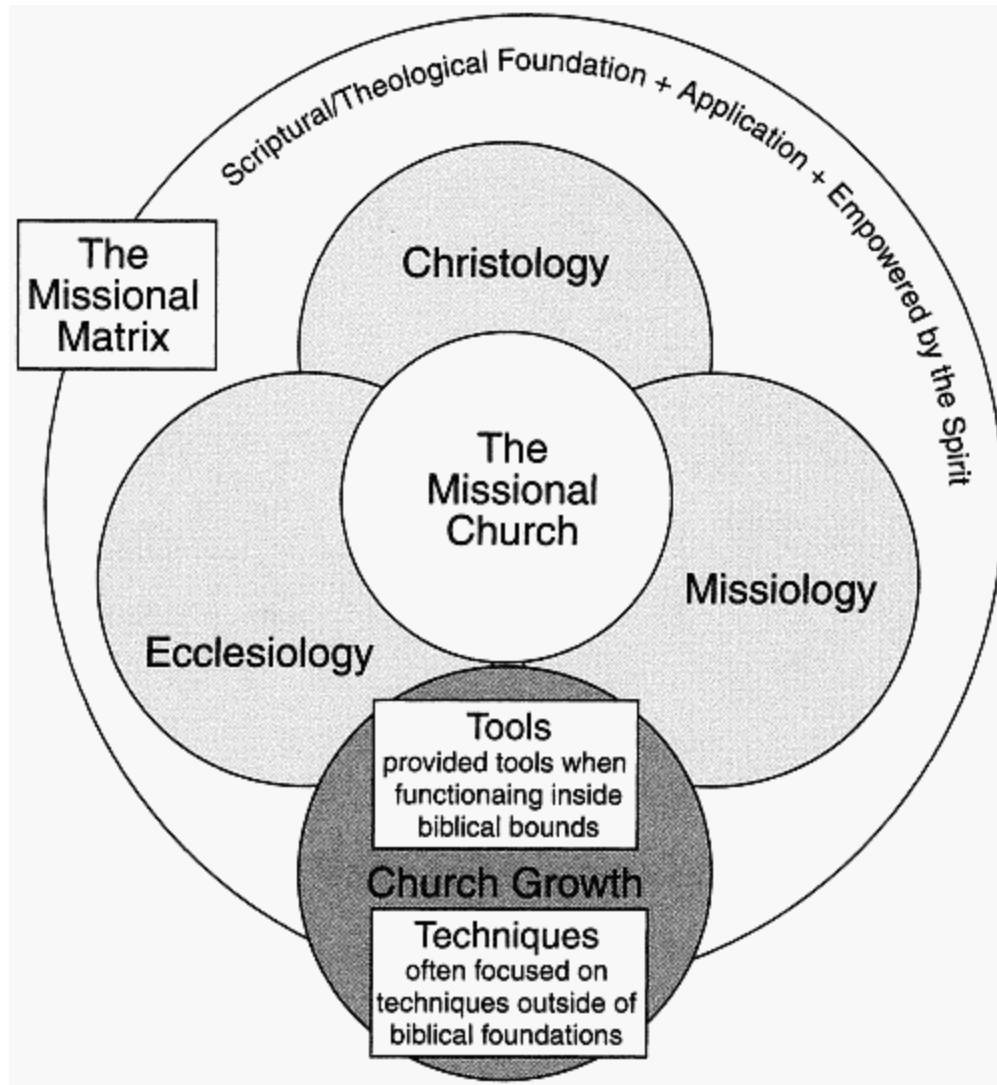 Scriptural/Theological Foundation + Application + Empowered by the Spirit
The
Missional
Matrix
Christology
The
Missional
Church
Missiology
Ecclesiology
Tools
provided tools when
functionaing inside
biblical bounds
Church Growth
Techniques
often focused on
techniques outside of
biblical foundations